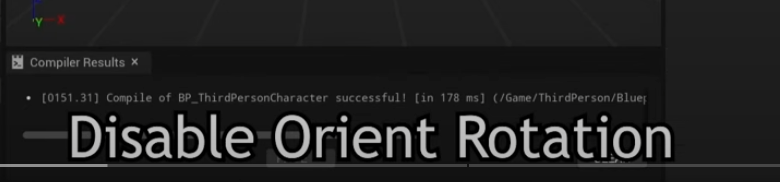 Y X
Compiler Results ×
• [0151.31] Compile of BP_ThirdPersonCharacter successful! [in 178 ms] (/Game/ThirdPerson/Bluep
Disable Orient Rotation